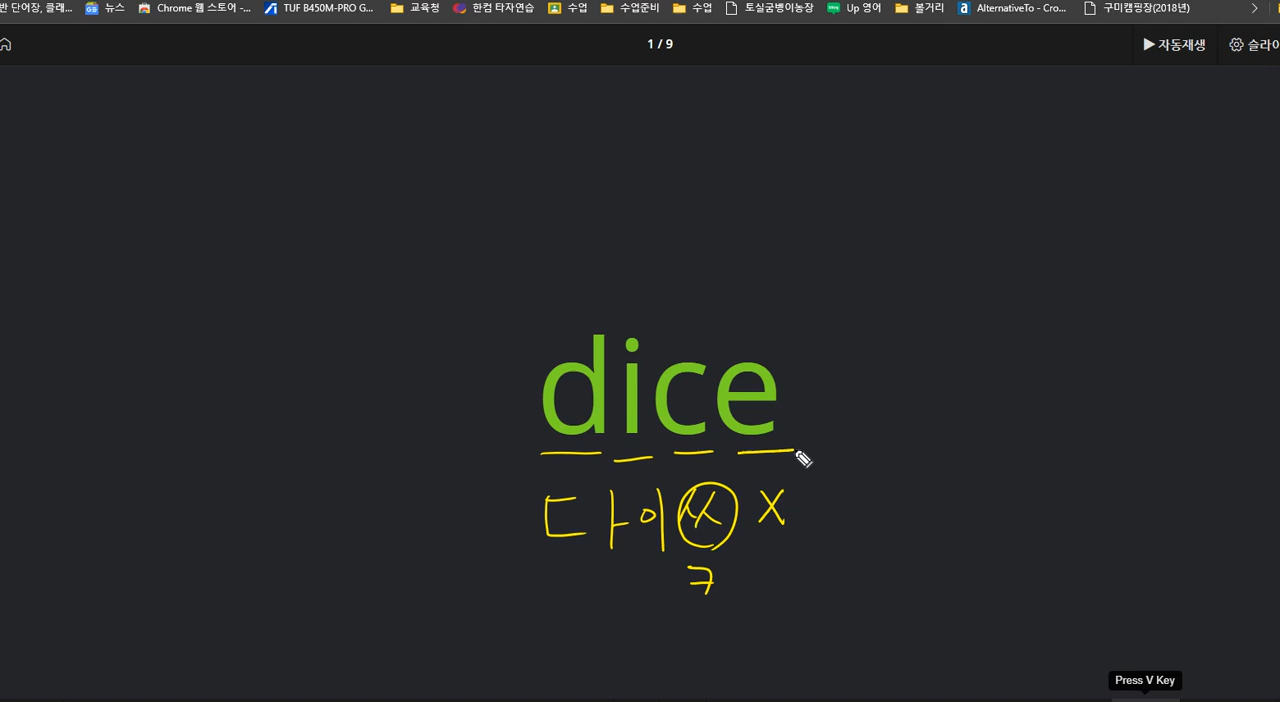 반 단어장, 클래... 뉴스 Chrome 웹 스토어 -... TUF B450M-PRO G... 교육청 한컴 타자연습 수업 수업준비 수업 토실굼벵이농장 Up 영어 볼거리 AlternativeTo - Cro... 구미캠핑장(2018년)
1 / 9 자동재생 슬라이
dice
ㄷ ㅏ이 ㅆ X
ㅋ
Press V Key